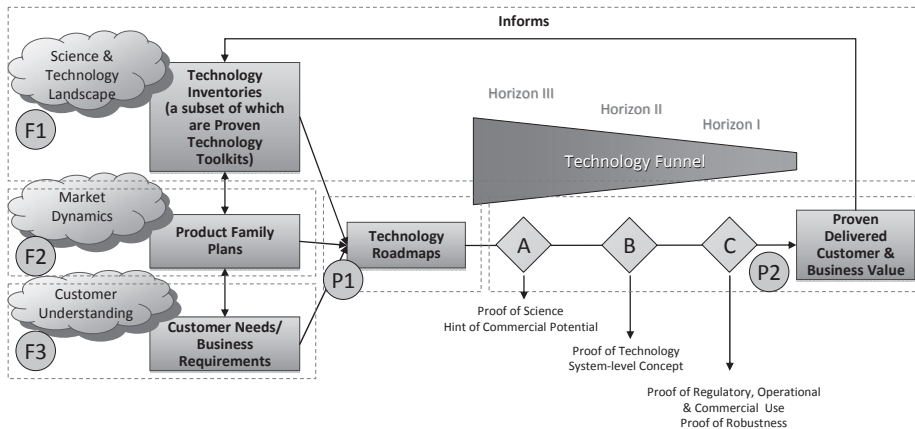 Informs
Science &
Technology
Landscape
F1
Technology
Inventories
(a subset of which
are Proven
Technology
Toolkits)
Horizon III
Horizon II
Horizon I
Technology Funnel
Market
Dynamics
F2
Product Family
Plans
Technology
Roadmaps
P1
A
B
C
P2
Proven
Delivered
Customer &
Business Value
Customer
Understanding
F3
Customer Needs/
Business
Requirements
Proof of Science
Hint of Commercial Potential
Proof of Technology
System-level Concept
Proof of Regulatory, Operational
& Commercial Use
Proof of Robustness